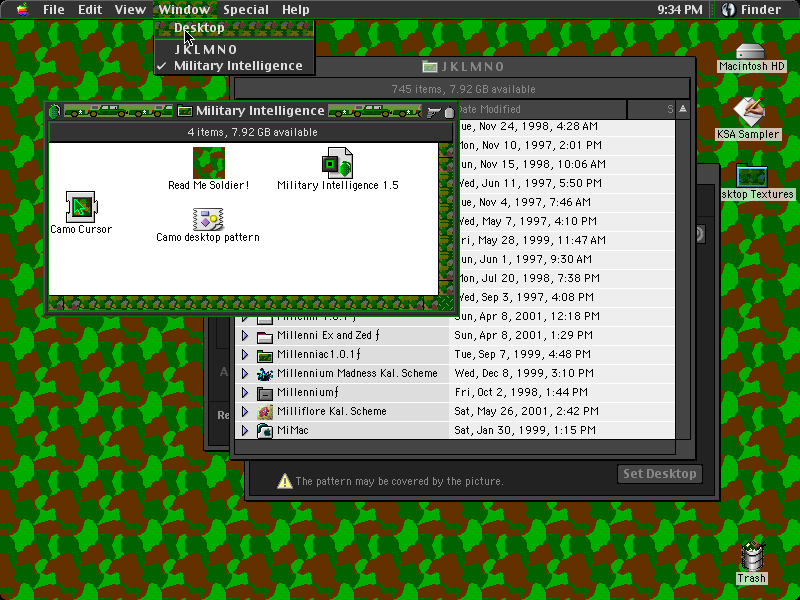 File Edit View Window Special Help 9:34 PM Finder
Desktop
J K L M N O
✓ Military Intelligence
J K L M N O
745 items, 7.92 GB available
Date Modified S
Macintosh HD
KSA Sampler
sktop Textures
Trash
Military Intelligence
4 items, 7.92 GB available
Read Me Soldier!
Military Intelligence 1.5
Camo Cursor
Camo desktop pattern
ue, Nov 24, 1998, 4:28 AM
Mon, Nov 10, 1997, 2:01 PM
Sun, Nov 15, 1998, 10:06 AM
Wed, Jun 11, 1997, 5:50 PM
ue, Nov 4, 1997, 7:46 AM
Wed, May 7, 1997, 4:10 PM
Fri, May 28, 1999, 11:47 AM
Sun, Jun 1, 1997, 9:30 AM
Mon, Jul 20, 1998, 7:38 PM
Wed, Sep 3, 1997, 4:08 PM
Sun, Apr 8, 2001, 12:18 PM
Millenni Ex and Zed ƒ Sun, Apr 8, 2001, 1:29 PM
Millenniac1.0.1ƒ Tue, Sep 7, 1999, 4:48 PM
Millennium Madness Kal. Scheme Wed, Dec 8, 1999, 3:10 PM
Millenniumƒ Fri, Oct 2, 1998, 1:44 PM
Milliflore Kal. Scheme Sat, May 26, 2001, 2:42 PM
MiMac Sat, Jan 30, 1999, 1:15 PM
A
Re
The pattern may be covered by the picture.
Set Desktop